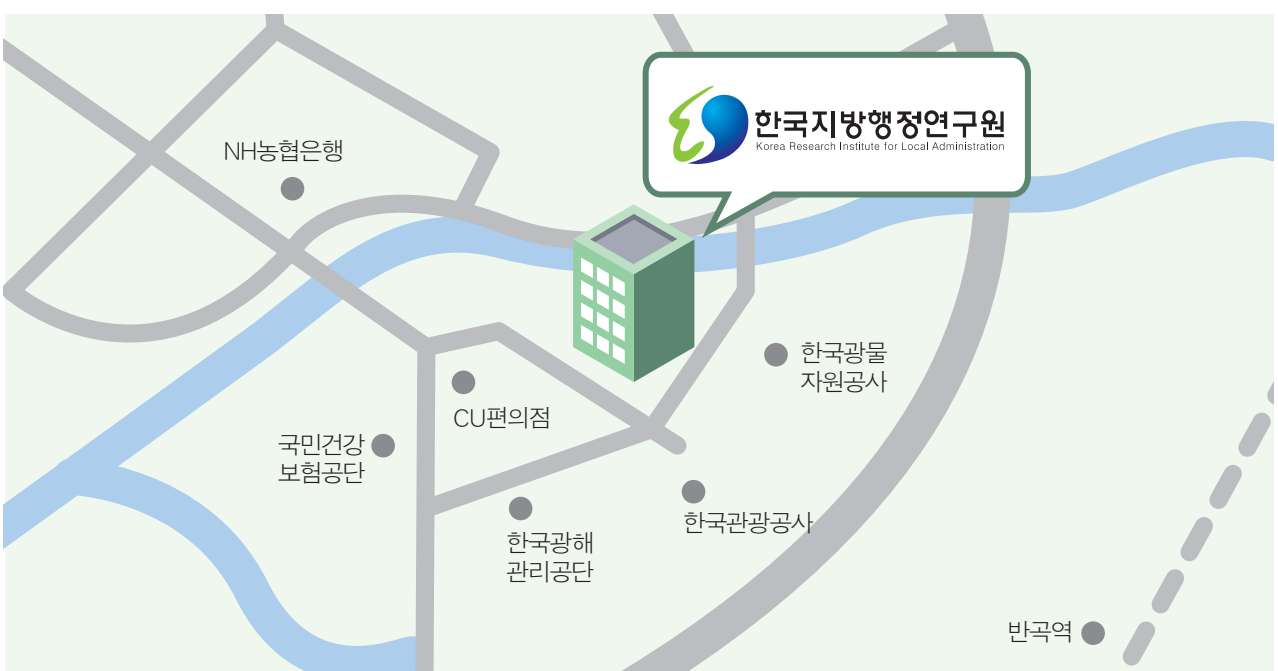 한국지방행정연구원
Korea Research Institute for Local Administration
NH농협은행
한국광물
자원공사
CU편의점
국민건강
보험공단
한국관광공사
한국광해
관리공단
반곡역